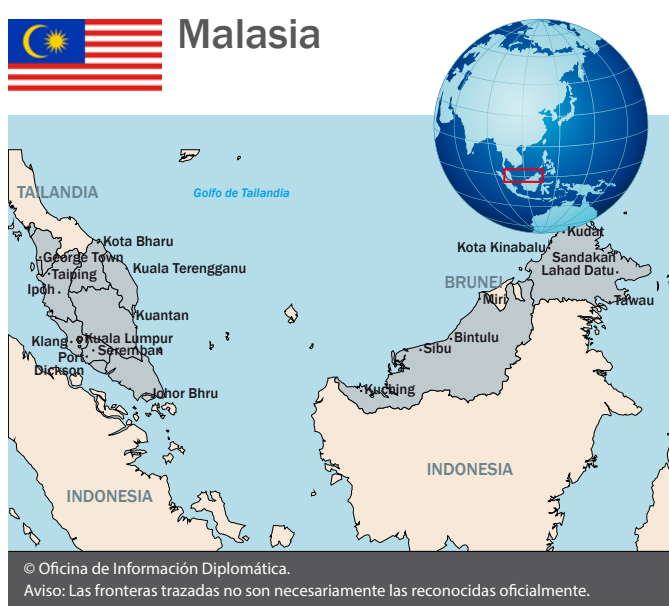 Malasia
TAILANDIA
Golfo de Tailandia
Kota Bharu
George Town
Taiping
Kuala Terengganu
Ipoh
Kuantan
Klang
Kuala Lumpur
Seremban
Port
Dickson
Johor Bhru
Kudat
Kota Kinabalu
Sandakan
Lahad Datu
BRUNEI
Miri
Tawau
Bintulu
Sibu
Kuching
INDONESIA
INDONESIA
© Oficina de Información Diplomática.
Aviso: Las fronteras trazadas no son necesariamente las reconocidas oficialmente.